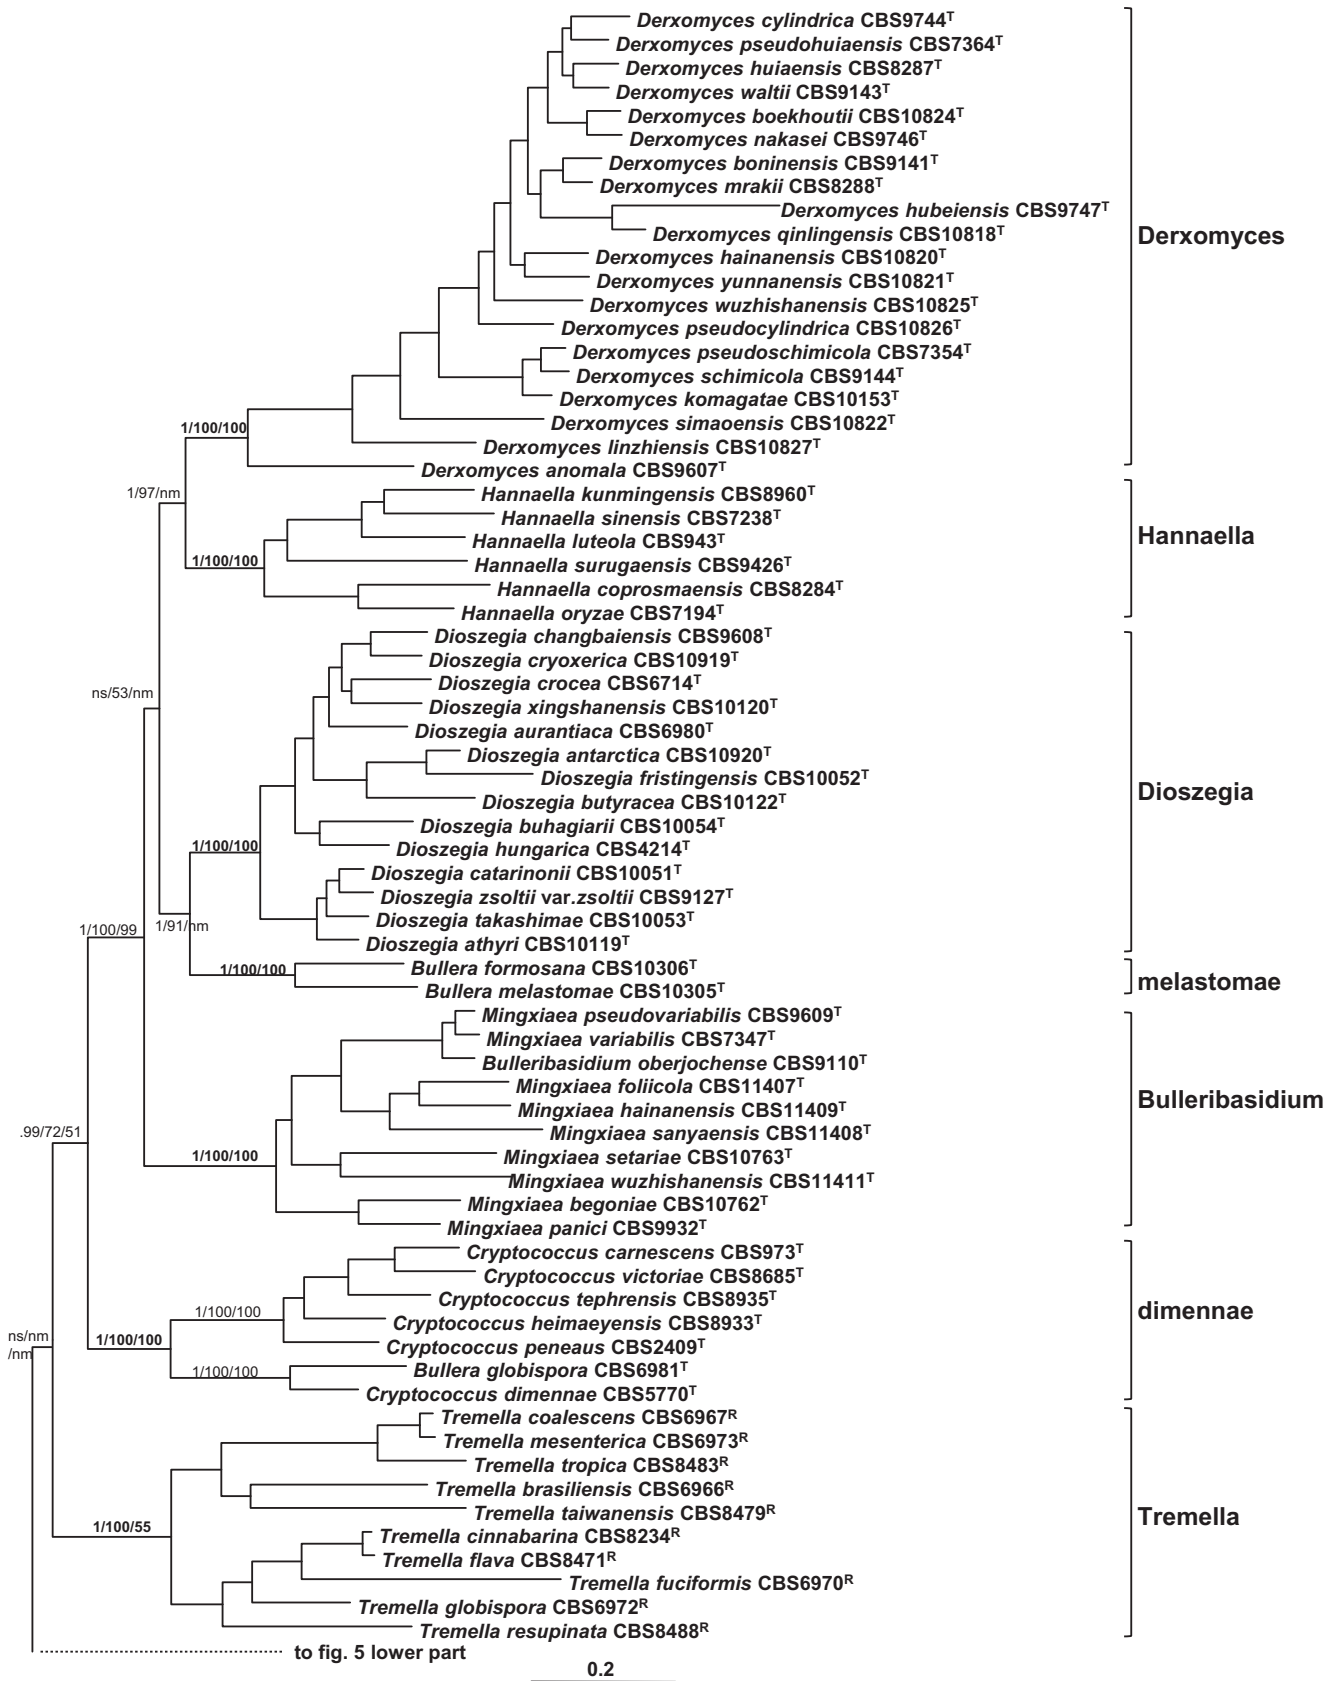 Derxomyces cylindrica CBS9744ᵀ
Derxomyces pseudohuiaensis CBS7364ᵀ
Derxomyces huiaensis CBS8287ᵀ
Derxomyces waltii CBS9143ᵀ
Derxomyces boekhoutii CBS10824ᵀ
Derxomyces nakasei CBS9746ᵀ
Derxomyces boninensis CBS9141ᵀ
Derxomyces mrakii CBS8288ᵀ
Derxomyces hubeiensis CBS9747ᵀ
Derxomyces qinlingensis CBS10818ᵀ
Derxomyces
Derxomyces hainanensis CBS10820ᵀ
Derxomyces yunnanensis CBS10821ᵀ
Derxomyces wuzhishanensis CBS10825ᵀ
Derxomyces pseudocylindrica CBS10826ᵀ
Derxomyces pseudoschimicola CBS7354ᵀ
Derxomyces schimicola CBS9144ᵀ
Derxomyces komagatae CBS10153ᵀ
Derxomyces simaoensis CBS10822ᵀ
1/100/100
Derxomyces linzhiensis CBS10827ᵀ
Derxomyces anomala CBS9607ᵀ
1/97/nm
Hannaella kunmingensis CBS8960ᵀ
Hannaella sinensis CBS7238ᵀ
Hannaella
Hannaella luteola CBS943ᵀ
1/100/100
Hannaella surugaensis CBS9426ᵀ
Hannaella coprosmaensis CBS8284ᵀ
Hannaella oryzae CBS7194ᵀ
Dioszegia changbaiensis CBS9608ᵀ
Dioszegia cryoxerica CBS10919ᵀ
Dioszegia crocea CBS6714ᵀ
ns/53/nm
Dioszegia xingshanensis CBS10120ᵀ
Dioszegia aurantiaca CBS6980ᵀ
Dioszegia antarctica CBS10920ᵀ
Dioszegia fristingensis CBS10052ᵀ
Dioszegia
Dioszegia butyracea CBS10122ᵀ
Dioszegia buhagiarii CBS10054ᵀ
1/100/100
Dioszegia hungarica CBS4214ᵀ
Dioszegia catarinonii CBS10051ᵀ
Dioszegia zsoltii var.zsoltii CBS9127ᵀ
Dioszegia takashimae CBS10053ᵀ
1/91/nm
1/100/99
Dioszegia athyri CBS10119ᵀ
1/100/100
Bullera formosana CBS10306ᵀ
melastomae
Bullera melastomae CBS10305ᵀ
Mingxiaea pseudovariabilis CBS9609ᵀ
Mingxiaea variabilis CBS7347ᵀ
Bulleribasidium oberjochense CBS9110ᵀ
Mingxiaea foliicola CBS11407ᵀ
Bulleribasidium
Mingxiaea hainanensis CBS11409ᵀ
Mingxiaea sanyaensis CBS11408ᵀ
.99/72/51
1/100/100
Mingxiaea setariae CBS10763ᵀ
Mingxiaea wuzhishanensis CBS11411ᵀ
Mingxiaea begoniae CBS10762ᵀ
Mingxiaea panici CBS9932ᵀ
Cryptococcus carnescens CBS973ᵀ
Cryptococcus victoriae CBS8685ᵀ
Cryptococcus tephrensis CBS8935ᵀ
1/100/100
dimennae
Cryptococcus heimaeyensis CBS8933ᵀ
ns/nm
/nm
1/100/100
Cryptococcus peneaus CBS2409ᵀ
1/100/100
Bullera globispora CBS6981ᵀ
Cryptococcus dimennae CBS5770ᵀ
Tremella coalescens CBS6967ᴿ
Tremella mesenterica CBS6973ᴿ
Tremella tropica CBS8483ᴿ
Tremella brasiliensis CBS6966ᴿ
Tremella taiwanensis CBS8479ᴿ
Tremella
1/100/55
Tremella cinnabarina CBS8234ᴿ
Tremella flava CBS8471ᴿ
Tremella fuciformis CBS6970ᴿ
Tremella globispora CBS6972ᴿ
Tremella resupinata CBS8488ᴿ
to fig. 5 lower part
0.2